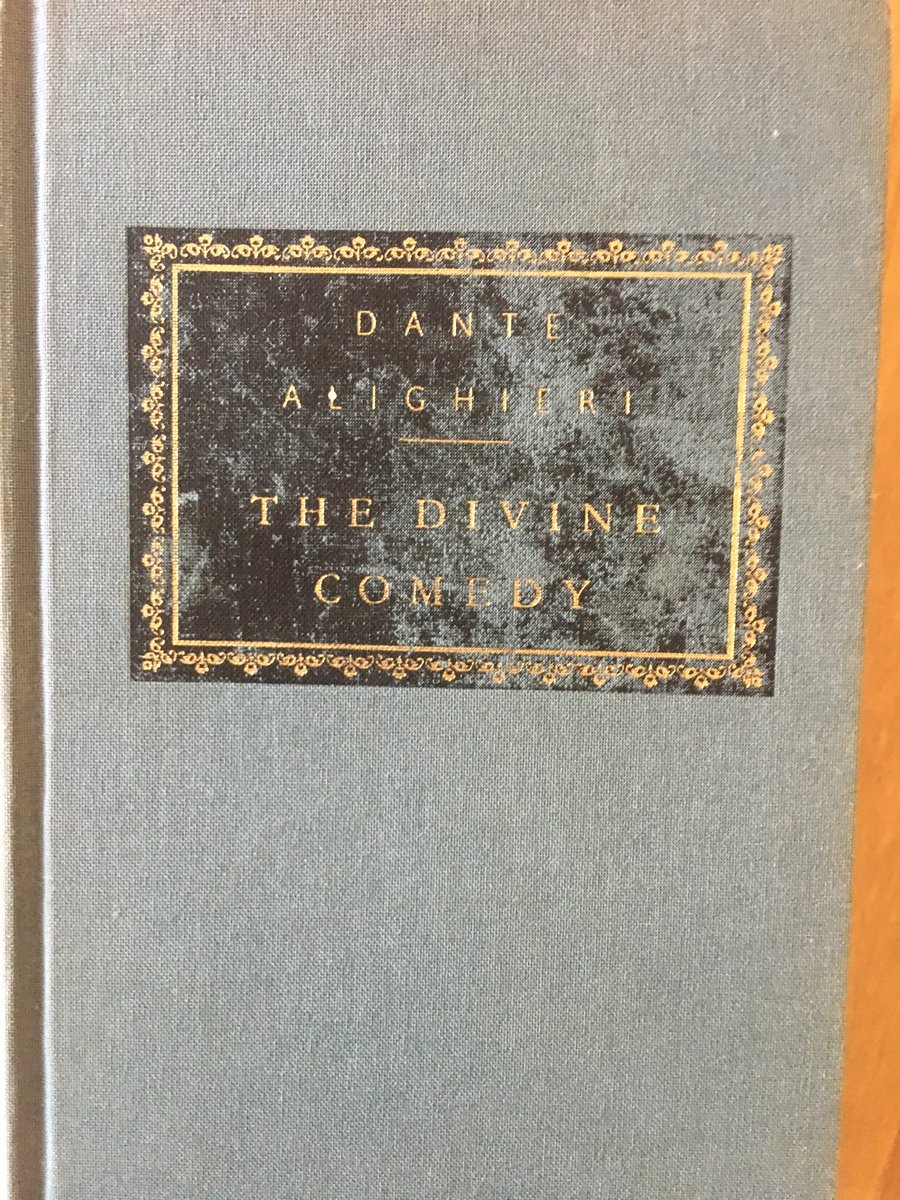 DANTE
ALIGHIERI
THE DIVINE
COMEDY